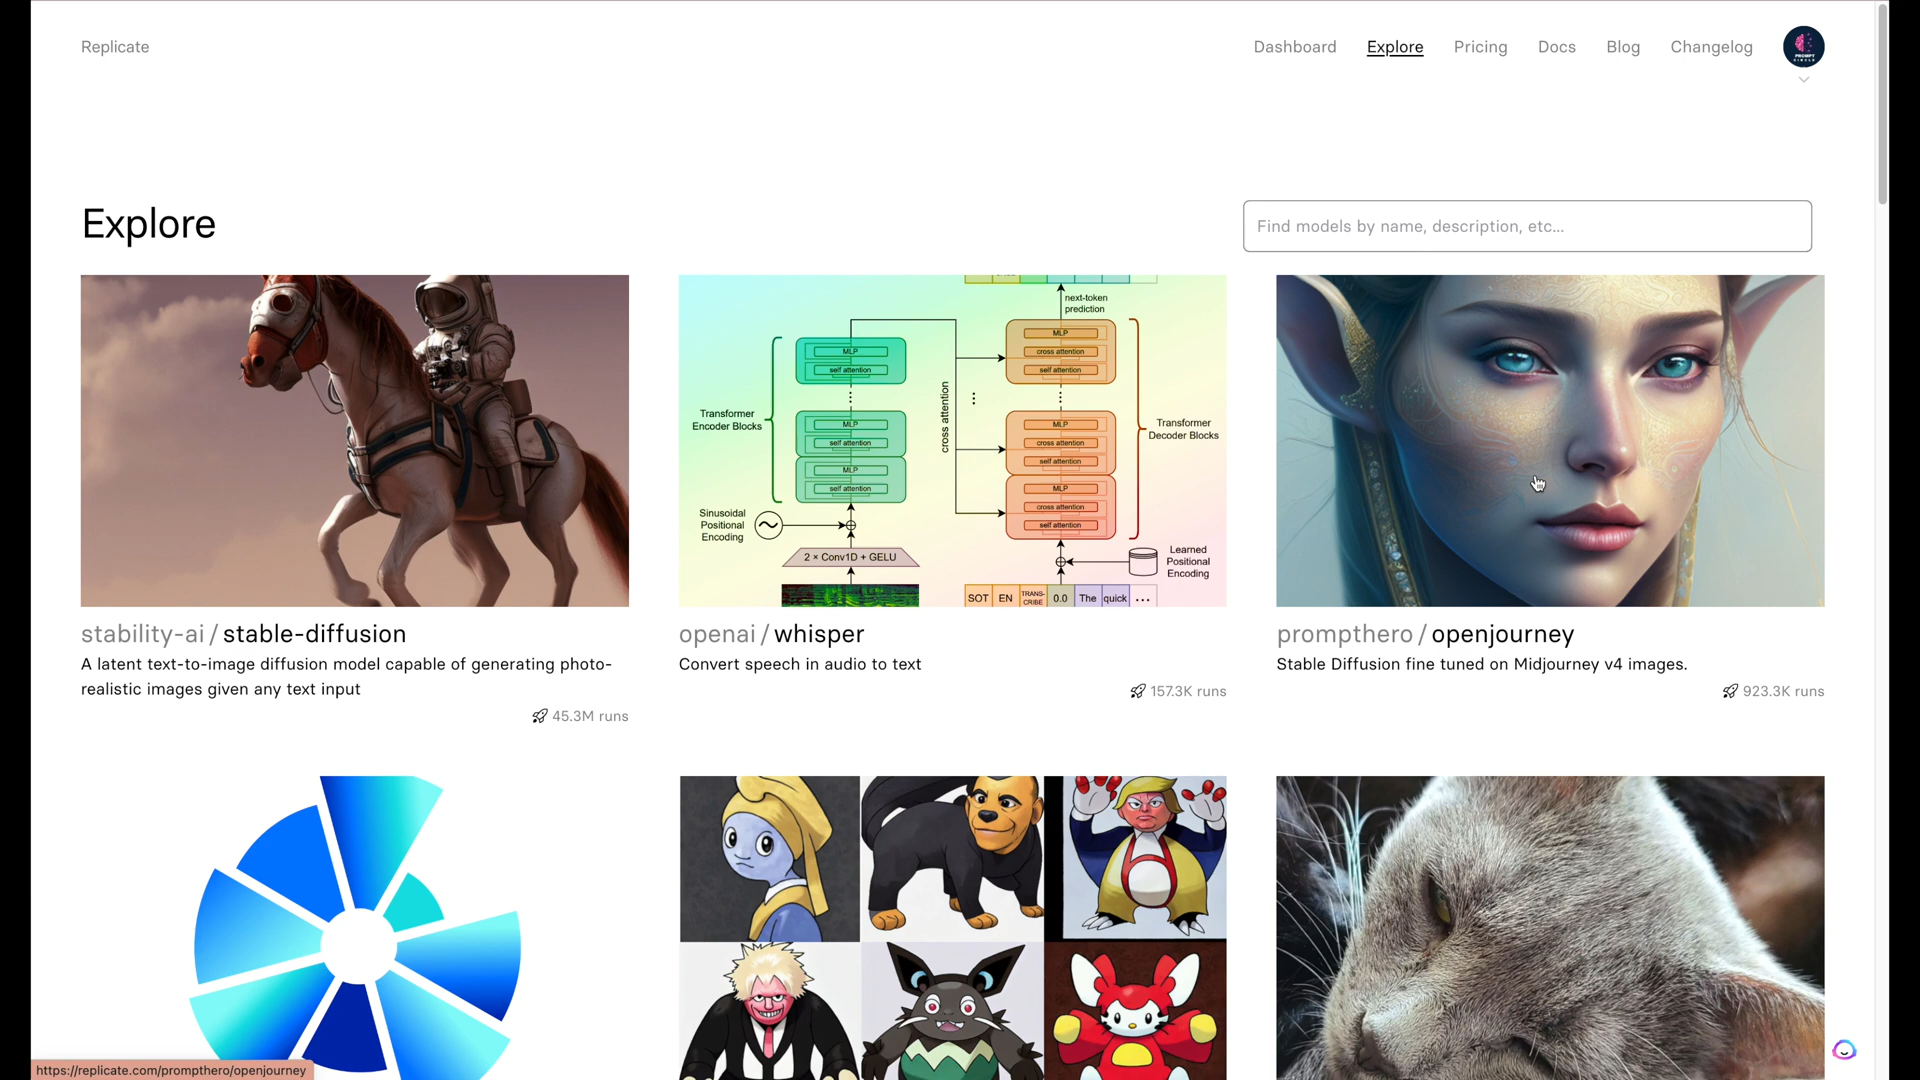 Replicate
Dashboard
Explore
Pricing
Docs
Blog
Changelog
PROMPT
CIRCLE
Explore
Find models by name, description, etc...
next-token
prediction
MLP
self attention
MLP
self attention
MLP
self attention
Transformer
Encoder Blocks
cross attention
MLP
cross attention
self attention
MLP
cross attention
self attention
MLP
cross attention
self attention
Transformer
Decoder Blocks
Sinusoidal
Positional
Encoding
2 × Conv1D + GELU
Learned
Positional
Encoding
SOT
EN
TRANS-
CRIBE
0.0
The
quick
...
stability-ai / stable-diffusion
A latent text-to-image diffusion model capable of generating photo-
realistic images given any text input
45.3M runs
openai / whisper
Convert speech in audio to text
157.3K runs
prompthero / openjourney
Stable Diffusion fine tuned on Midjourney v4 images.
923.3K runs
https://replicate.com/prompthero/openjourney